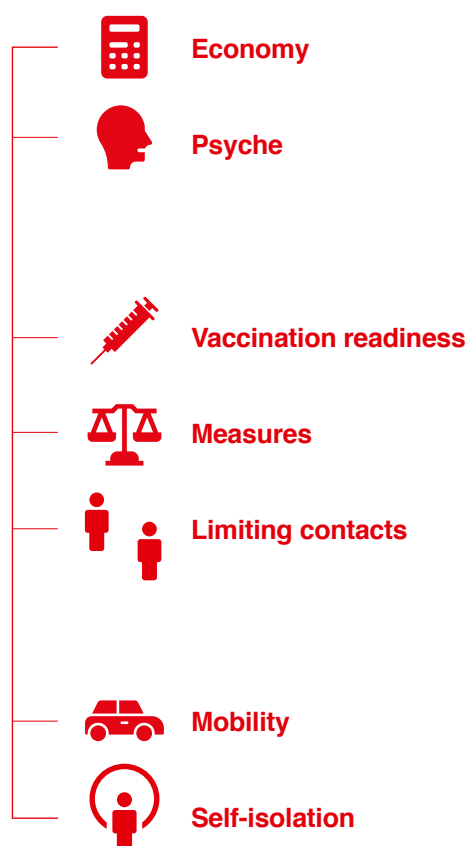 Economy
Psyche
Vaccination readiness
Measures
Limiting contacts
Mobility
Self-isolation